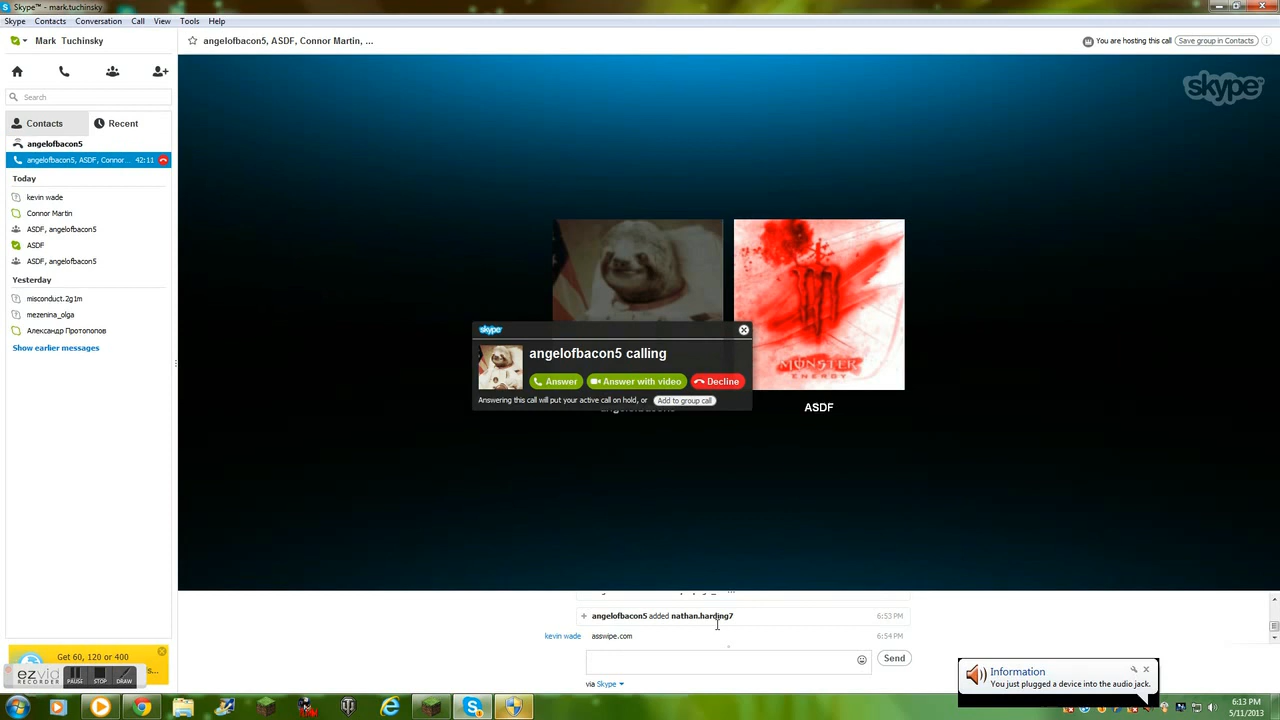 Skype™ - mark.tuchinsky
Skype Contacts Conversation Call View Tools Help
Mark Tuchinsky
angelofbacon5, ASDF, Connor Martin, ...
You are hosting this call
Save group in Contacts
Search
Contacts
Recent
angelofbacon5
angelofbacon5, ASDF, Connor... 42:11
Today
kevin wade
Connor Martin
ASDF, angelofbacon5
ASDF
ASDF, angelofbacon5
Yesterday
misconduct.2g1m
mezenina_olga
Александр Протопопов
Show earlier messages
skype
MONSTER
ENERGY
ASDF
skype
angelofbacon5 calling
Answer
Answer with video
Decline
Answering this call will put your active call on hold, or
Add to group call
angelofbacon5 added nathan.harding7 6:53 PM
kevin wade asswipe.com 6:54 PM
Send
via Skype
Get 60, 120 or 400
s...
ezvid
RECORDER
PAUSE STOP DRAW
Information
You just plugged a device into the audio jack.
6:13 PM
5/11/2013